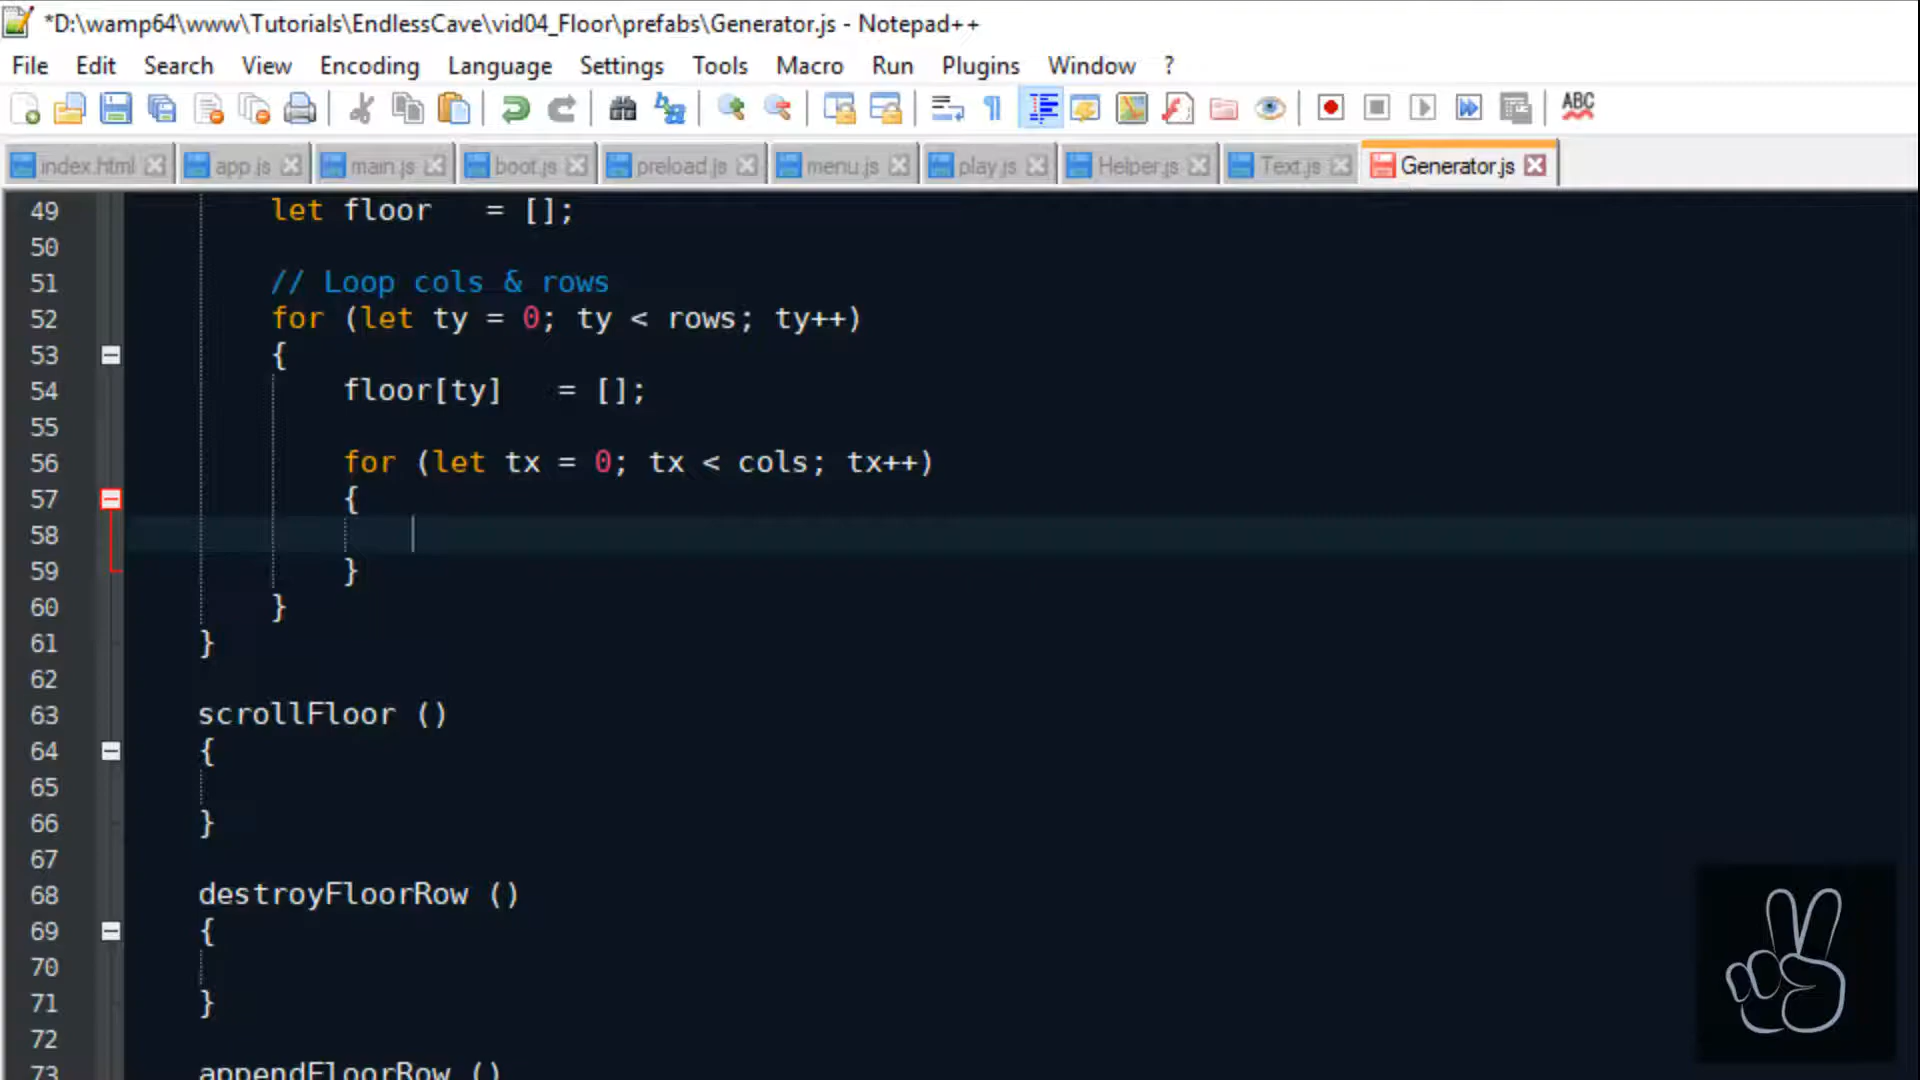 *D:\wamp64\www\Tutorials\EndlessCave\vid04_Floor\prefabs\Generator.js - Notepad++
File Edit Search View Encoding Language Settings Tools Macro Run Plugins Window ?
ABC
index.html app.js main.js boot.js preload.js menu.js play.js Helper.js Text.js Generator.js
49 let floor = [];
50
51 // Loop cols & rows
52 for (let ty = 0; ty < rows; ty++)
53 {
54 floor[ty] = [];
55
56 for (let tx = 0; tx < cols; tx++)
57 {
58
59 }
60 }
61 }
62
63 scrollFloor ()
64 {
65
66 }
67
68 destroyFloorRow ()
69 {
70
71 }
72
73 appendFloorRow ()